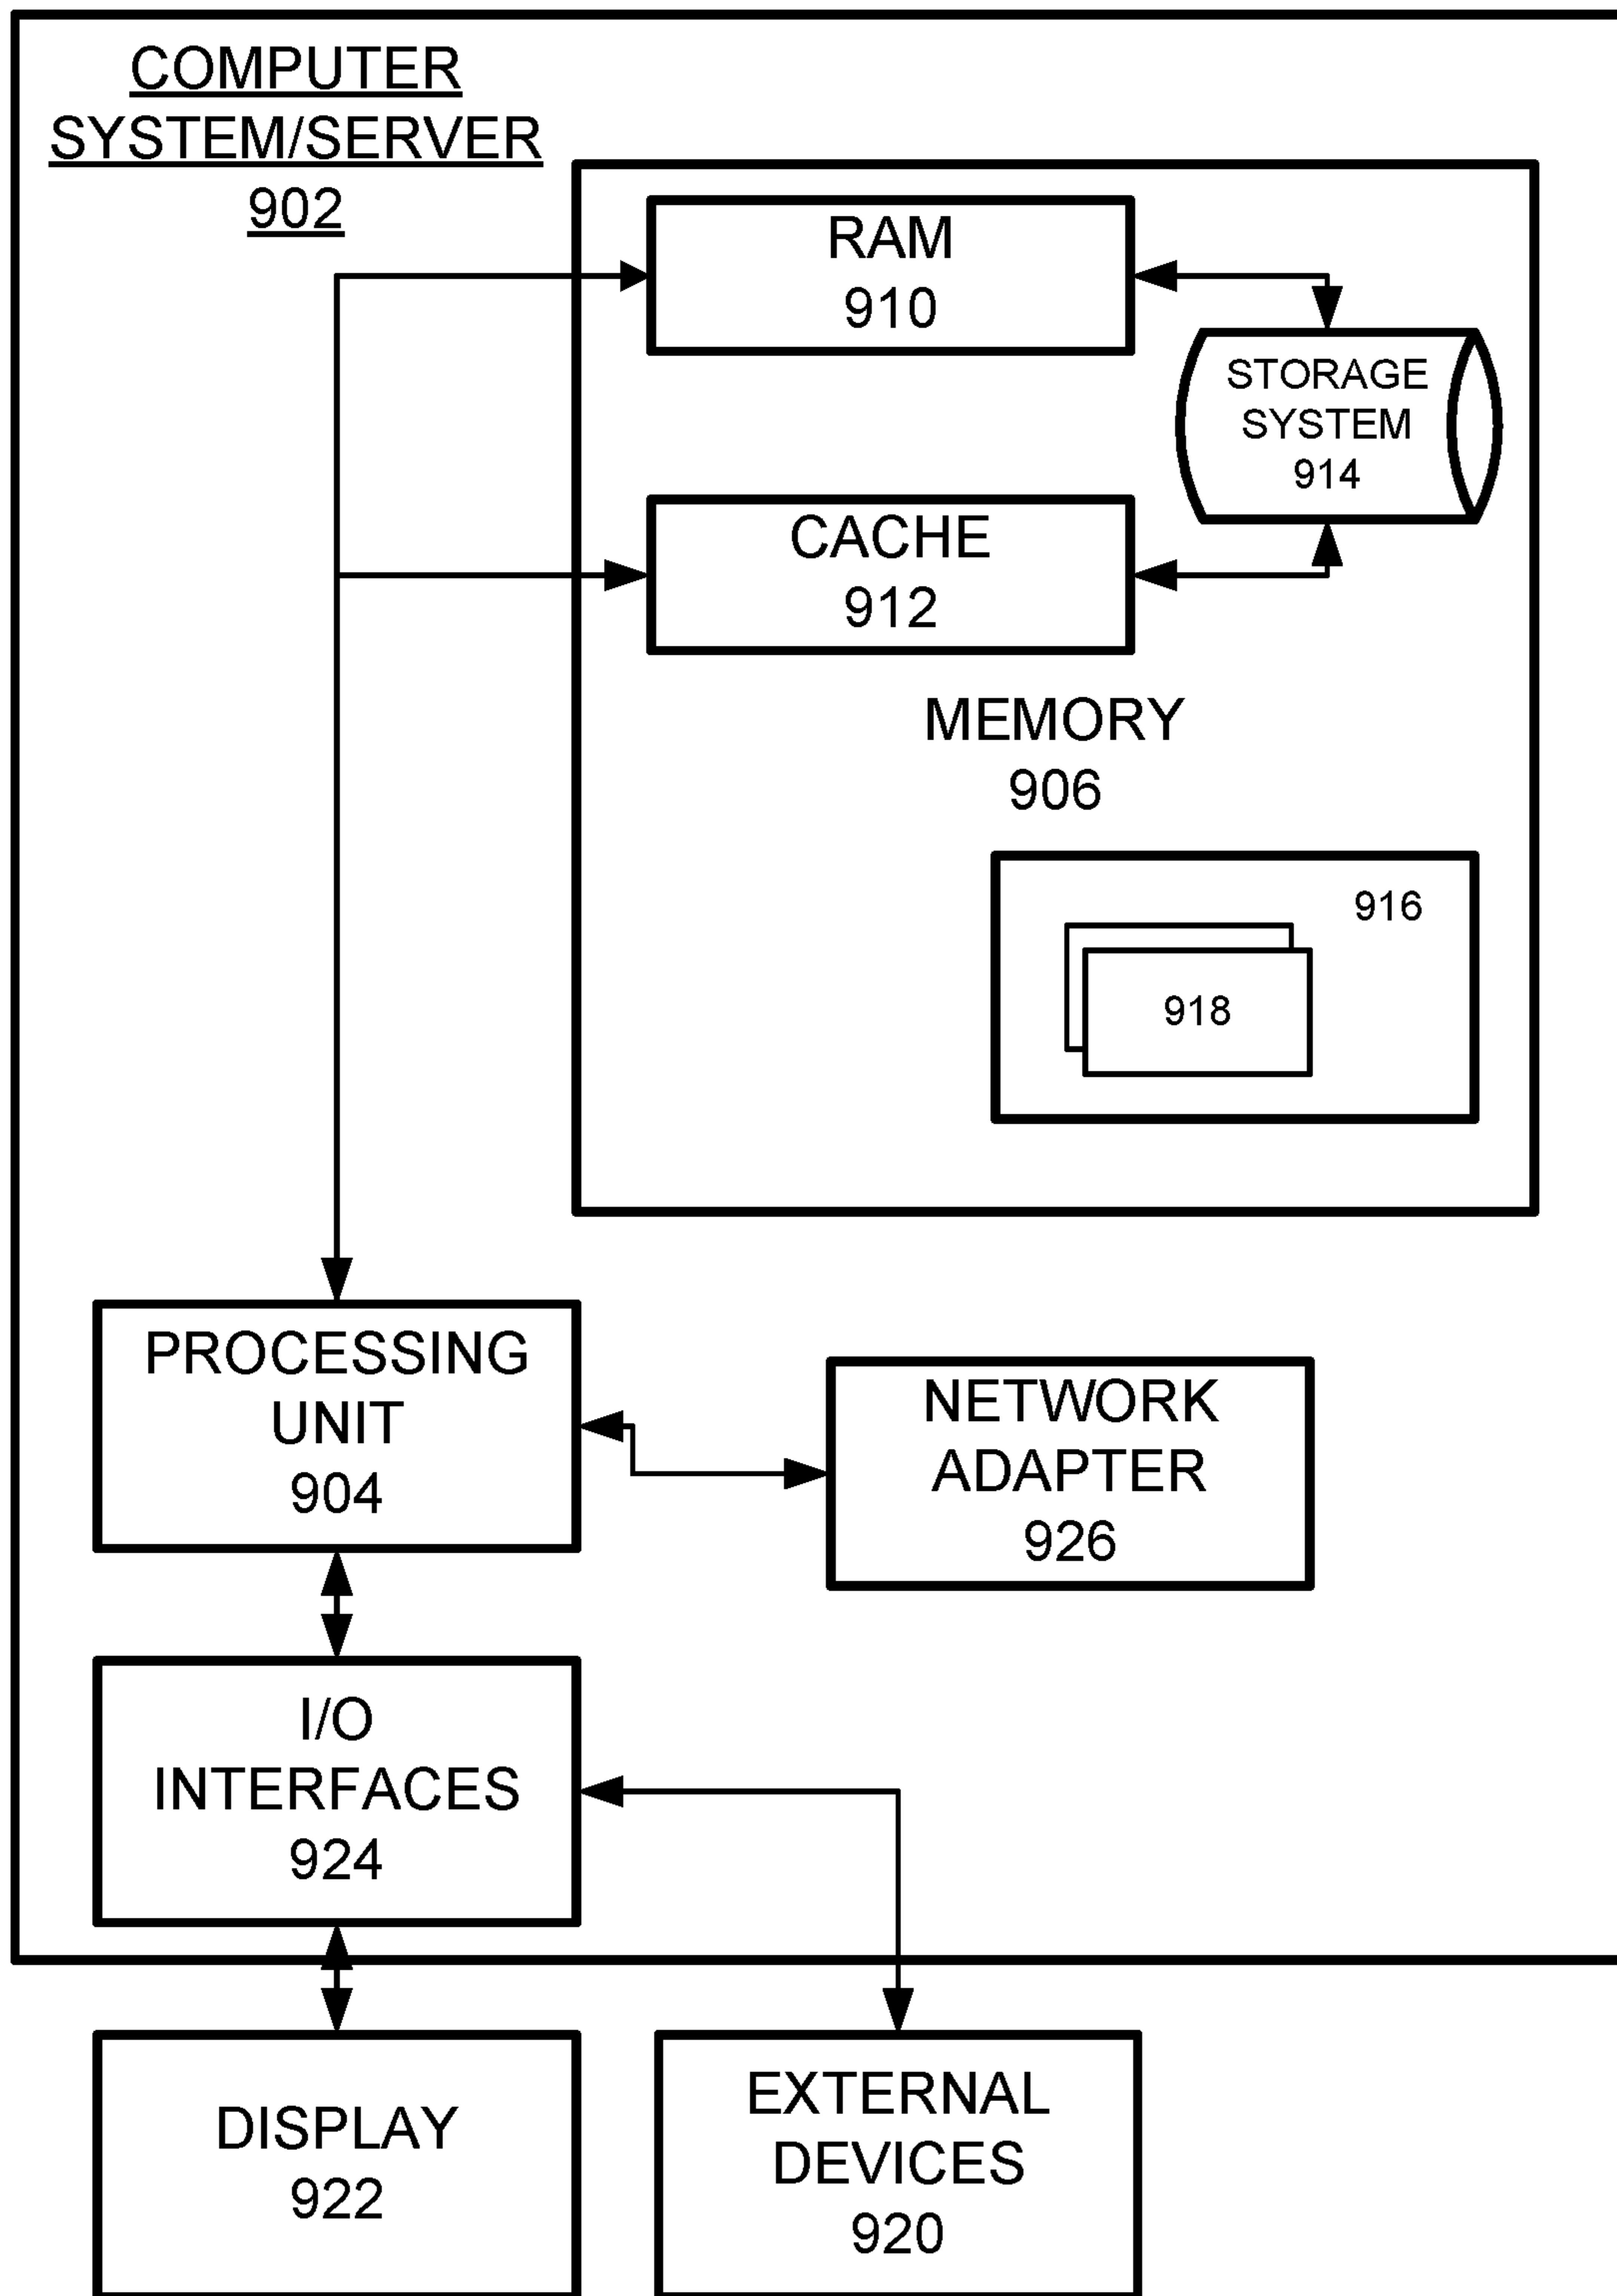 COMPUTER
SYSTEM/SERVER
902
RAM
910
STORAGE
SYSTEM
914
CACHE
912
MEMORY
906
916
918
PROCESSING
UNIT
904
NETWORK
ADAPTER
926
I/O
INTERFACES
924
DISPLAY
922
EXTERNAL
DEVICES
920